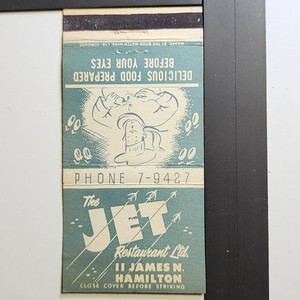 The
JET
Restaurant Ltd.
11 JAMES N.
HAMILTON
CLOSE COVER BEFORE STRIKING
PHONE 7-9427
DELICIOUS FOOD PREPARED
BEFORE YOUR EYES